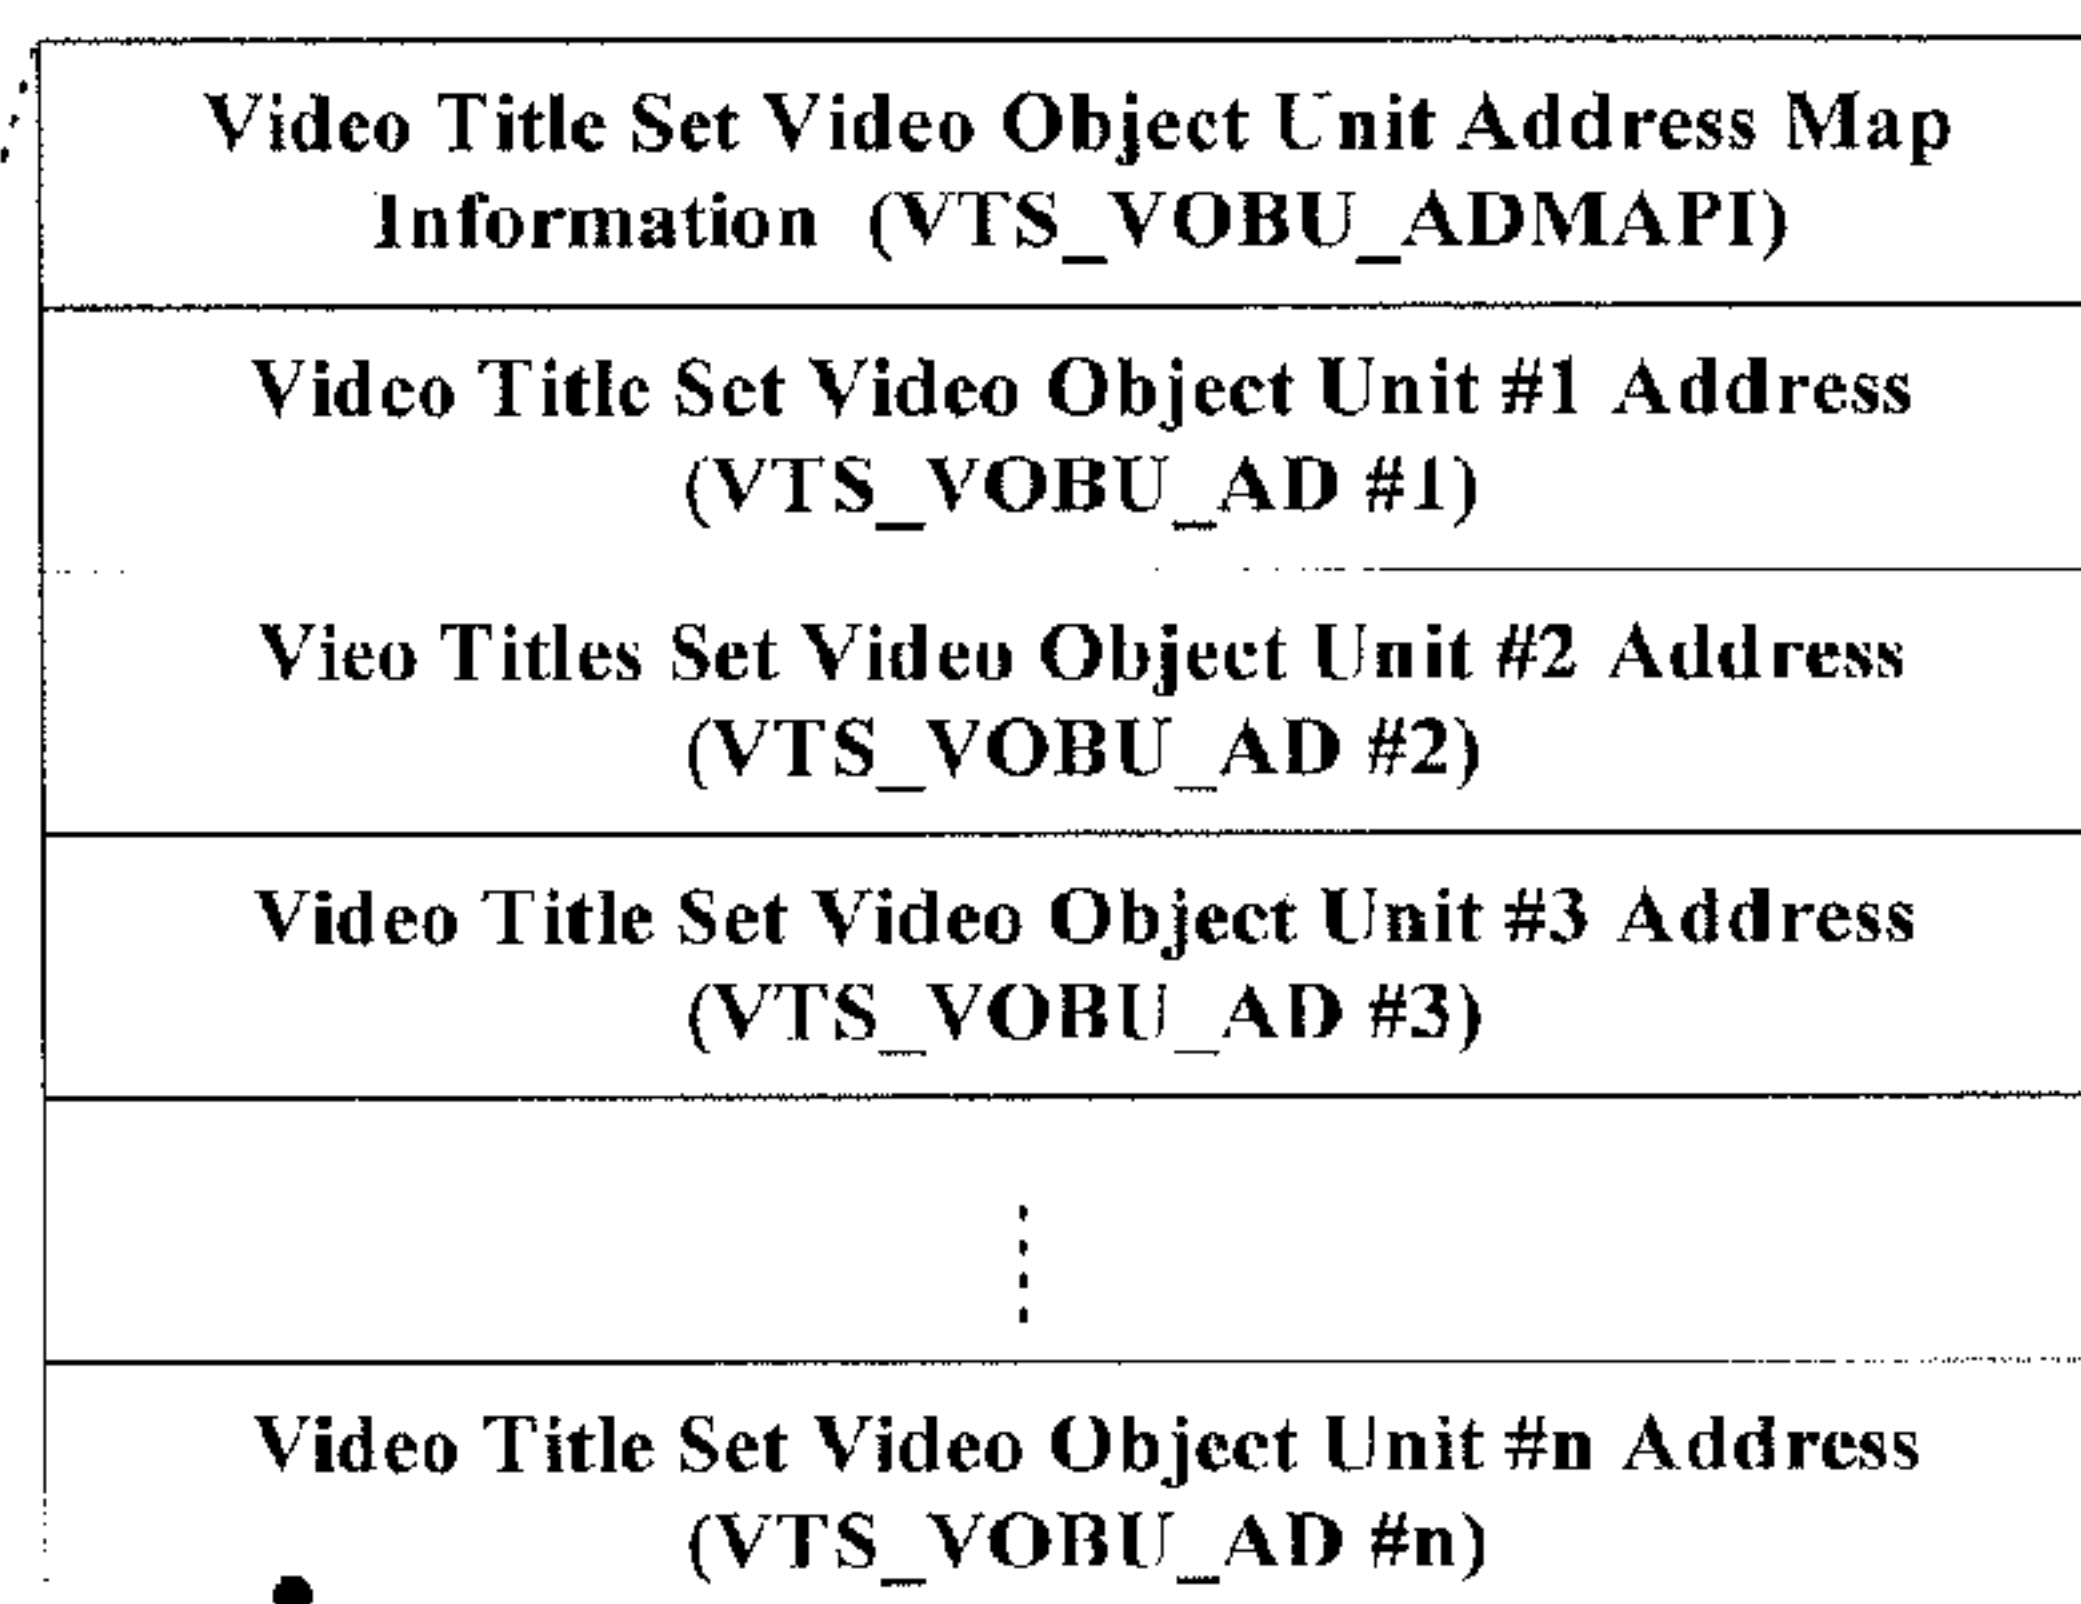 Video Title Set Video Object Unit Address Map
Information (VTS_VOBU_ADMAPI)
Video Title Set Video Object Unit #1 Address
(VTS_VOBU_AD #1)
Vieo Titles Set Video Object Unit #2 Address
(VTS_VOBU_AD #2)
Video Title Set Video Object Unit #3 Address
(VTS_VOBU_AD #3)
Video Title Set Video Object Unit #n Address
(VTS_VOBU_AD #n)